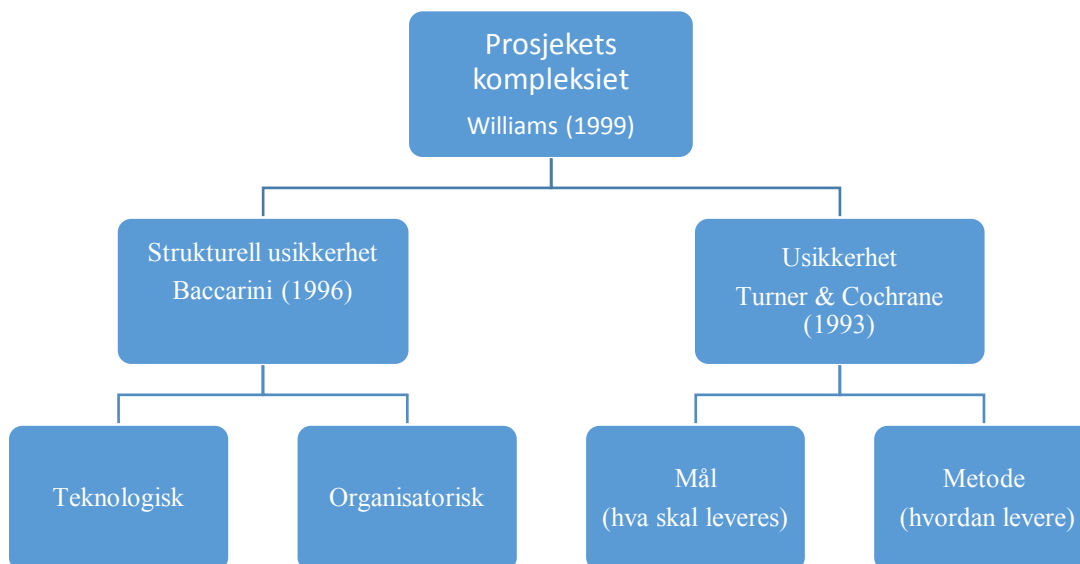 Prosjekets
kompleksiet
Williams (1999)
Strukturell usikkerhet
Baccarini (1996)
Usikkerhet
Turner & Cochrane
(1993)
Teknologisk
Organisatorisk
Mål
(hva skal leveres)
Metode
(hvordan levere)